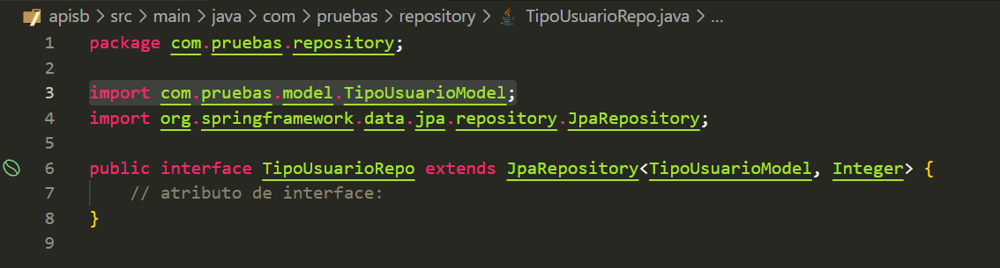 apisb > src > main > java > com > pruebas > repository > TipoUsuarioRepo.java > ...
1 package com.pruebas.repository;
2
3 import com.pruebas.model.TipoUsuarioModel;
4 import org.springframework.data.jpa.repository.JpaRepository;
5
6 public interface TipoUsuarioRepo extends JpaRepository<TipoUsuarioModel, Integer> {
7 // atributo de interface:
8 }
9